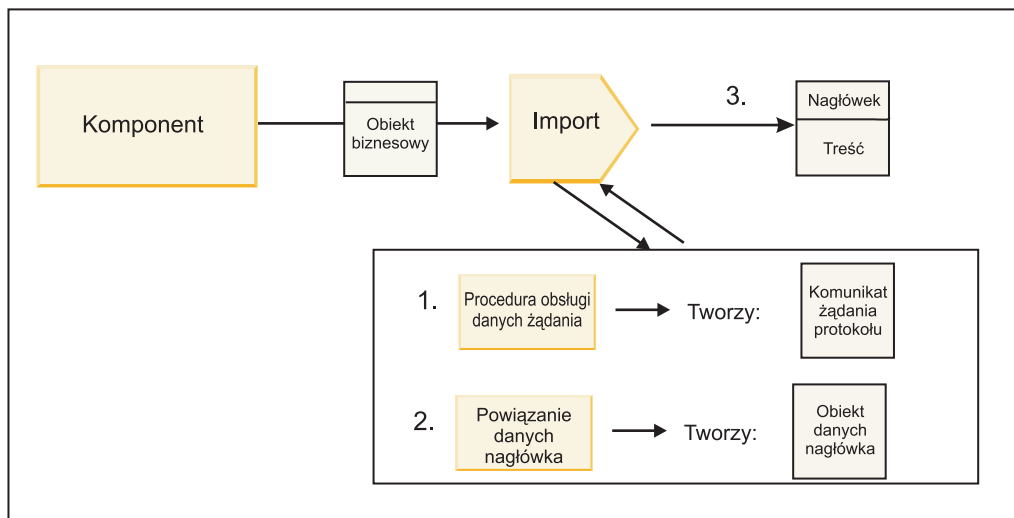 Komponent
Obiekt
biznesowy
Import
3.
Nagłówek
Treść
1.
Procedura obsługi
danych żądania
Tworzy:
Komunikat
żądania
protokołu
2.
Powiązanie
danych
nagłówka
Tworzy:
Obiekt
danych
nagłówka